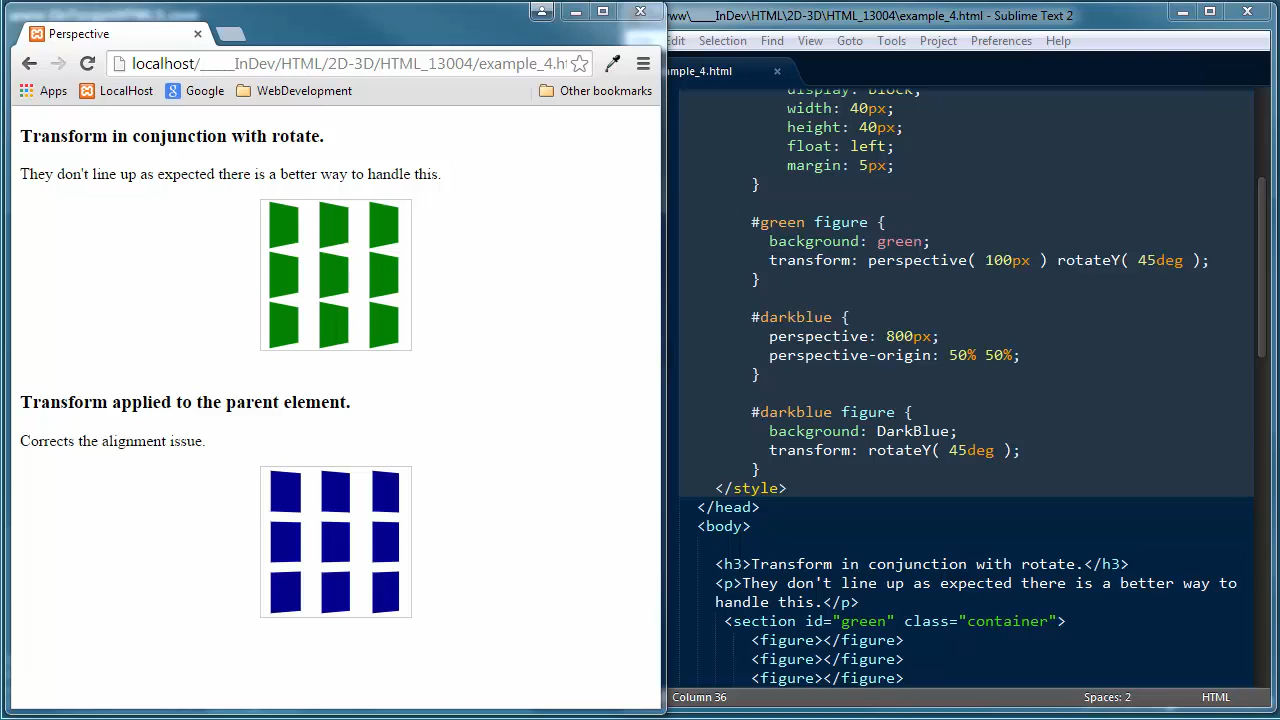 Perspective
localhost/_____InDev/HTML/2D-3D/HTML_13004/example_4.ht
Apps LocalHost Google WebDevelopment Other bookmarks
Transform in conjunction with rotate.
They don't line up as expected there is a better way to handle this.
Transform applied to the parent element.
Corrects the alignment issue.
\_____InDev\HTML\2D-3D\HTML_13004\example_4.html - Sublime Text 2
Selection Find View Goto Tools Project Preferences Help
ample_4.html
display: block;
width: 40px;
height: 40px;
float: left;
margin: 5px;
}
#green figure {
background: green;
transform: perspective( 100px ) rotateY( 45deg );
}
#darkblue {
perspective: 800px;
perspective-origin: 50% 50%;
}
#darkblue figure {
background: DarkBlue;
transform: rotateY( 45deg );
}
</style>
</head>
<body>
<h3>Transform in conjunction with rotate.</h3>
<p>They don't line up as expected there is a better way to
handle this.</p>
<section id="green" class="container">
<figure></figure>
<figure></figure>
<figure></figure>
Column 36 Spaces: 2 HTML